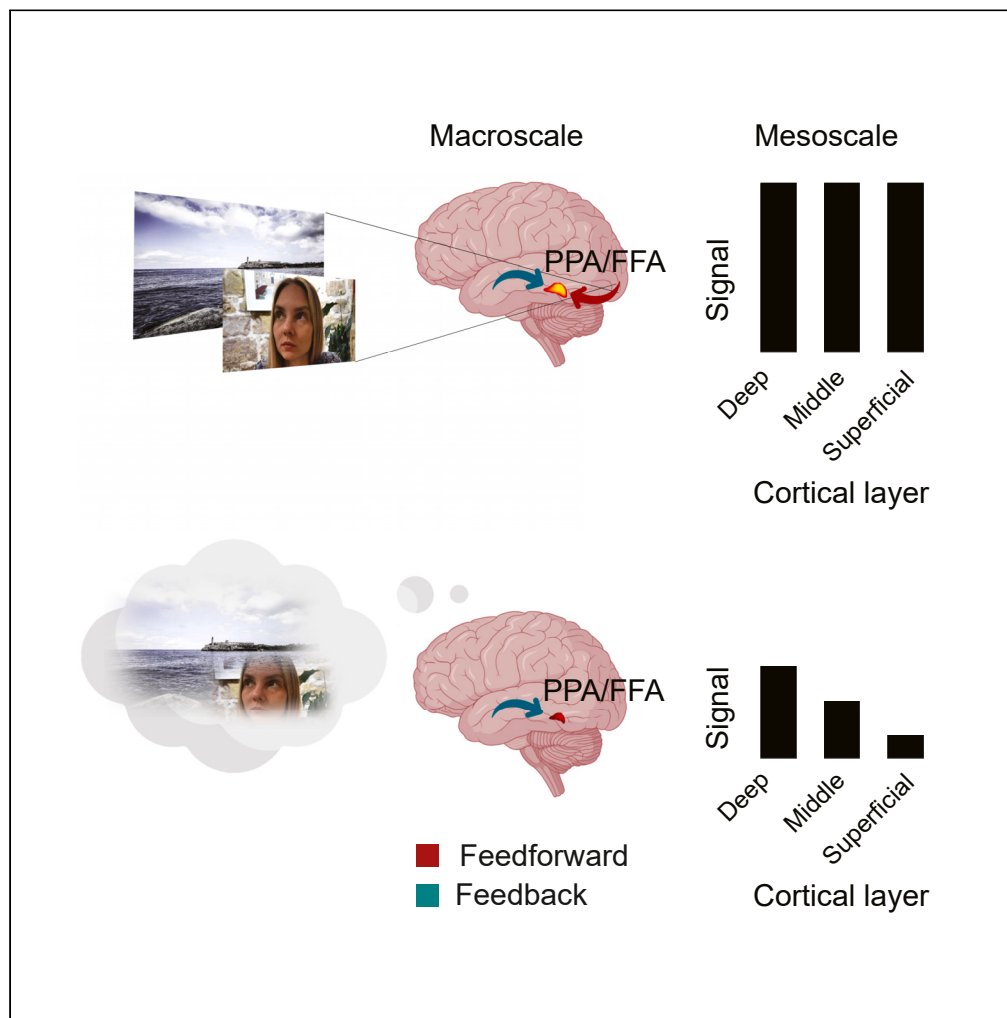 Macroscale
Mesoscale
PPA/FFA
Signal
Deep
Middle
Superficial
Cortical layer
PPA/FFA
Signal
Deep
Middle
Superficial
Cortical layer
Feedforward
Feedback